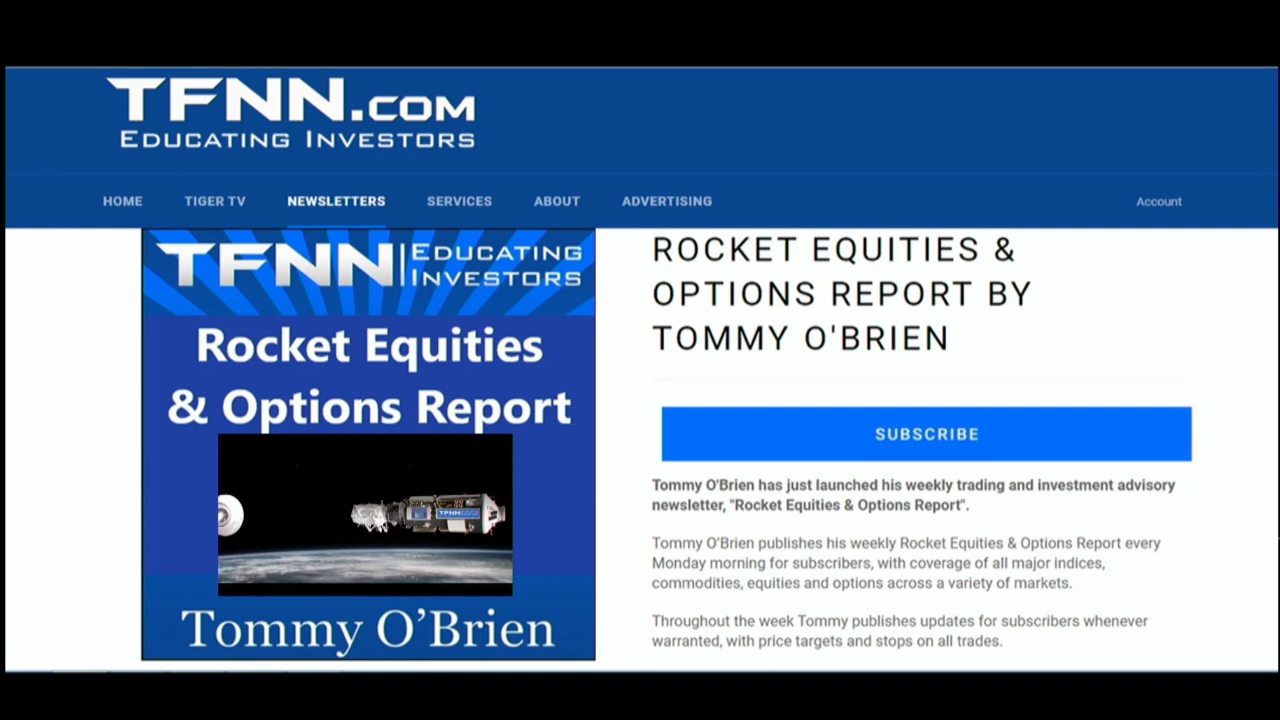 TFNN.COM
EDUCATING INVESTORS
HOME TIGER TV NEWSLETTERS SERVICES ABOUT ADVERTISING Account
TFNN EDUCATING
INVESTORS
Rocket Equities
& Options Report
TFNN
Tommy O’Brien
ROCKET EQUITIES &
OPTIONS REPORT BY
TOMMY O'BRIEN
SUBSCRIBE
Tommy O'Brien has just launched his weekly trading and investment advisory
newsletter, "Rocket Equities & Options Report".
Tommy O’Brien publishes his weekly Rocket Equities & Options Report every
Monday morning for subscribers, with coverage of all major indices,
commodities, equities and options across a variety of markets.
Throughout the week Tommy publishes updates for subscribers whenever
warranted, with price targets and stops on all trades.